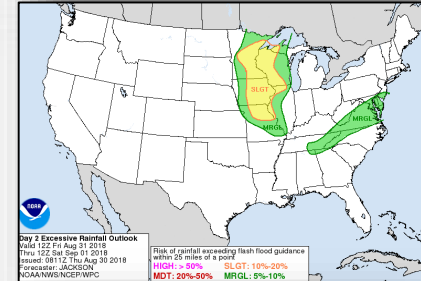 SLGT
MRGL
MRGL
NOAA
Day 2 Excessive Rainfall Outlook
Valid 12Z Fri Aug 31 2018
Thru 12Z Sat Sep 01 2018
Issued: 0811Z Thu Aug 30 2018
Forecaster: JACKSON
NOAA/NWS/NCEP/WPC
Risk of rainfall exceeding flash flood guidance
within 25 miles of a point
HIGH: > 50% SLGT: 10%-20%
MDT: 20%-50% MRGL: 5%-10%